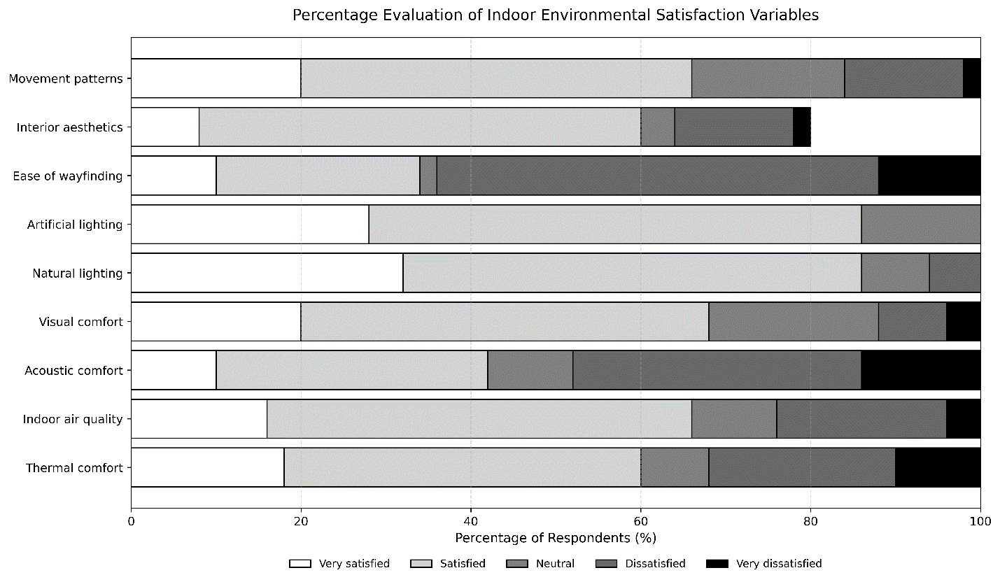 Percentage Evaluation of Indoor Environmental Satisfaction Variables
Movement patterns
Interior aesthetics
Ease of wayfinding
Artificial lighting
Natural lighting
Visual comfort
Acoustic comfort
Indoor air quality
Thermal comfort
0 20 40 60 80 100
Percentage of Respondents (%)
Very satisfied Satisfied Neutral Dissatisfied Very dissatisfied